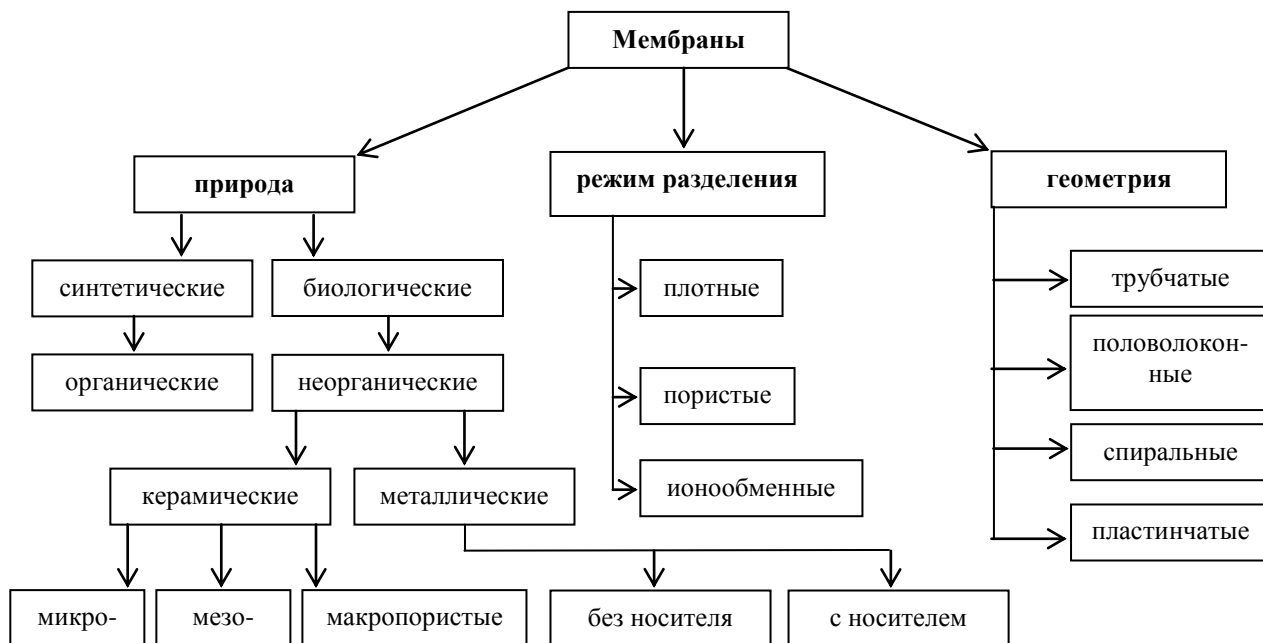 Мембраны
природа
режим разделения
геометрия
синтетические
биологические
плотные
трубчатые
органические
неорганические
пористые
половолокон-
ные
керамические
металлические
ионообменные
спиральные
пластинчатые
микро-
мезо-
макропористые
без носителя
с носителем